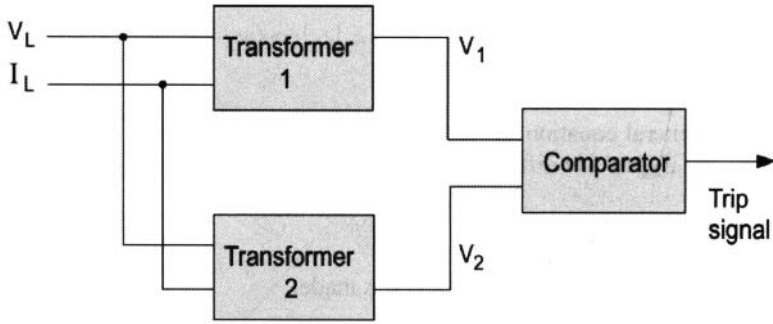 V_L
I_L
Transformer
1
V_1
Comparator
Trip
signal
Transformer
2
V_2